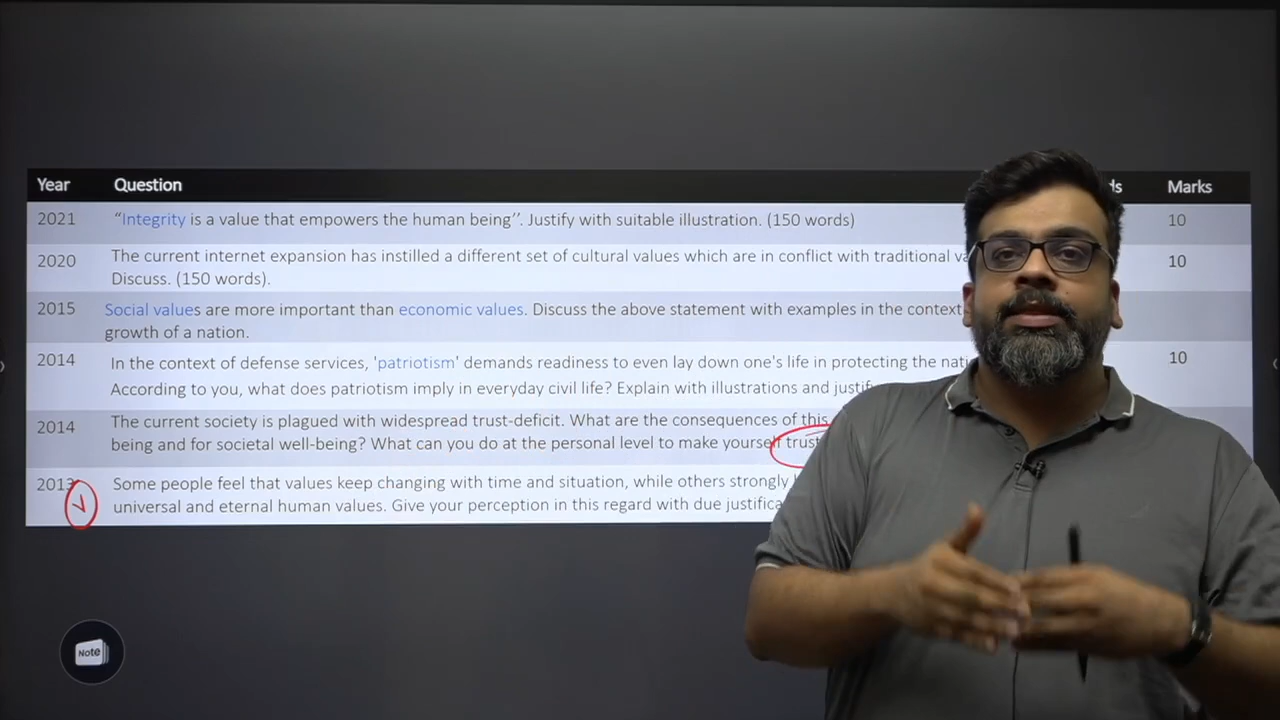 Year Question Marks
2021 “Integrity is a value that empowers the human being’’. Justify with suitable illustration. (150 words) 10
2020 The current internet expansion has instilled a different set of cultural values which are in conflict with traditional 10
Discuss. (150 words).
2015 Social values are more important than economic values. Discuss the above statement with examples in the context
growth of a nation.
2014 In the context of defense services, 'patriotism' demands readiness to even lay down one's life in protecting the 10
According to you, what does patriotism imply in everyday civil life? Explain with illustrations and
2014 The current society is plagued with widespread trust-deficit. What are the consequences of this
being and for societal well-being? What can you do at the personal level to make yourself
Some people feel that values keep changing with time and situation, while others strongly
universal and eternal human values. Give your perception in this regard with due
Note